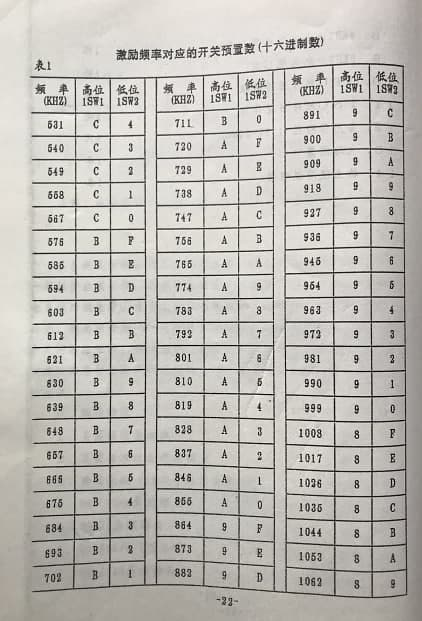 激励频率对应的开关预置数(十六进制数)
表1
频 率 高位 低位 频 率 高位 低位 频 率 高位 低位
(KHZ) 1SW1 1SW2 (KHZ) 1SW1 1SW2 (KHZ) 1SW1 1SW2
531 C 4 711 B 0 891 9 C
540 C 3 720 A F 900 9 B
549 C 2 729 A E 909 9 A
558 C 1 738 A D 918 9 9
567 C 0 747 A C 927 9 8
576 B F 756 A B 936 9 7
585 B E 765 A A 945 9 6
594 B D 774 A 9 954 9 5
603 B C 783 A 8 963 9 4
612 B B 792 A 7 972 9 3
621 B A 801 A 6 981 9 2
630 B 9 810 A 5 990 9 1
639 B 8 819 A 4 999 9 0
648 B 7 828 A 3 1008 8 F
657 B 6 837 A 2 1017 8 E
666 B 5 846 A 1 1026 8 D
675 B 4 855 A 0 1035 8 C
684 B 3 864 9 F 1044 8 B
693 B 2 873 9 E 1053 8 A
702 B 1 882 9 D 1062 8 9
-22-